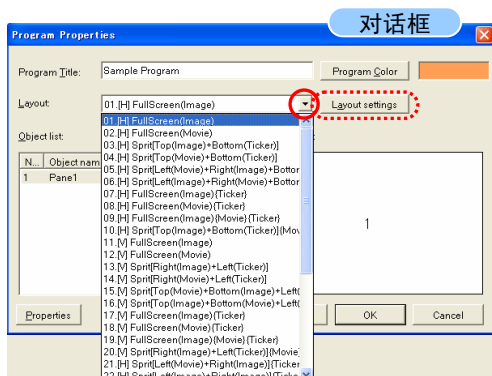 对话框
Program Properties
Program Title:
Sample Program
Program Color
Layout:
01.[H] FullScreen(Image)
Layout settings
01.[H] FullScreen(Image)
02.[H] FullScreen(Movie)
03.[H] Sprit[Top(Image)+Bottom(Ticker)]
04.[H] Sprit[Top(Movie)+Bottom(Ticker)]
05.[H] Sprit[Left(Movie)+Right(Image)+Bottor
06.[H] Sprit[Left(Image)+Right(Movie)+Bottor
07.[H] FullScreen(Image){Ticker}
08.[H] FullScreen(Movie){Ticker}
09.[H] FullScreen(Image){Movie}{Ticker}
10.[H] Sprit[Top(Image)+Bottom(Ticker)]{Mov
11.[V] FullScreen(Image)
12.[V] FullScreen(Movie)
13.[V] Sprit[Right(Image)+Left(Ticker)]
14.[V] Sprit[Right(Movie)+Left(Ticker)]
15.[V] Sprit[Top(Movie)+Bottom(Image)+Left(
16.[V] Sprit[Top(Image)+Bottom(Movie)+Left(
17.[V] FullScreen(Image){Ticker}
18.[V] FullScreen(Movie){Ticker}
19.[V] FullScreen(Image){Movie}{Ticker}
20.[V] Sprit[Right(Image)+Left(Ticker)]{Movie
21.[H] Sprit[Left(Movie)+Right(Image)]{Ticker
Object list:
N...
Object nam
1
Pane1
1
Properties
OK
Cancel